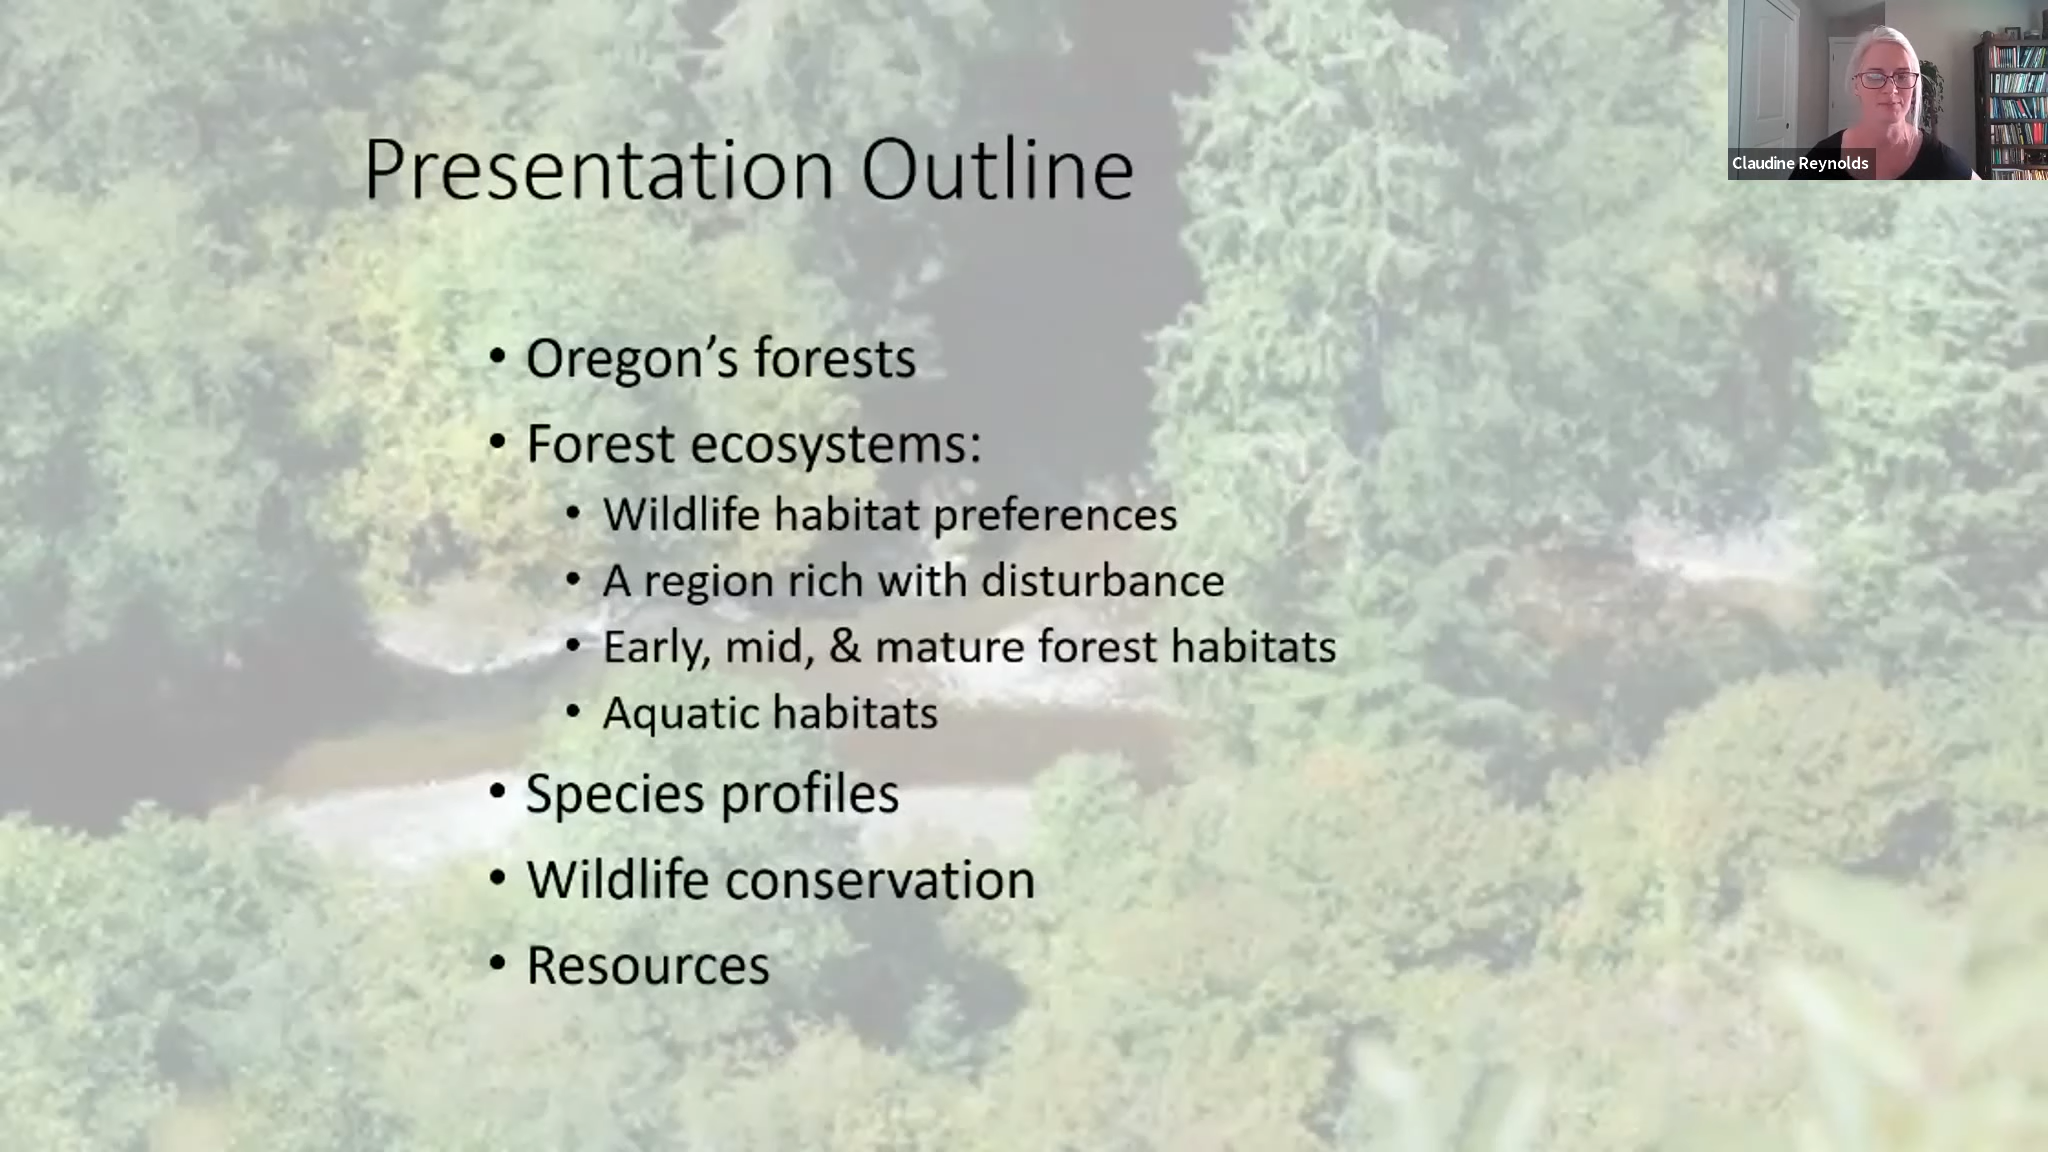 Claudine Reynolds
Presentation Outline
• Oregon’s forests
• Forest ecosystems:
• Wildlife habitat preferences
• A region rich with disturbance
• Early, mid, & mature forest habitats
• Aquatic habitats
• Species profiles
• Wildlife conservation
• Resources